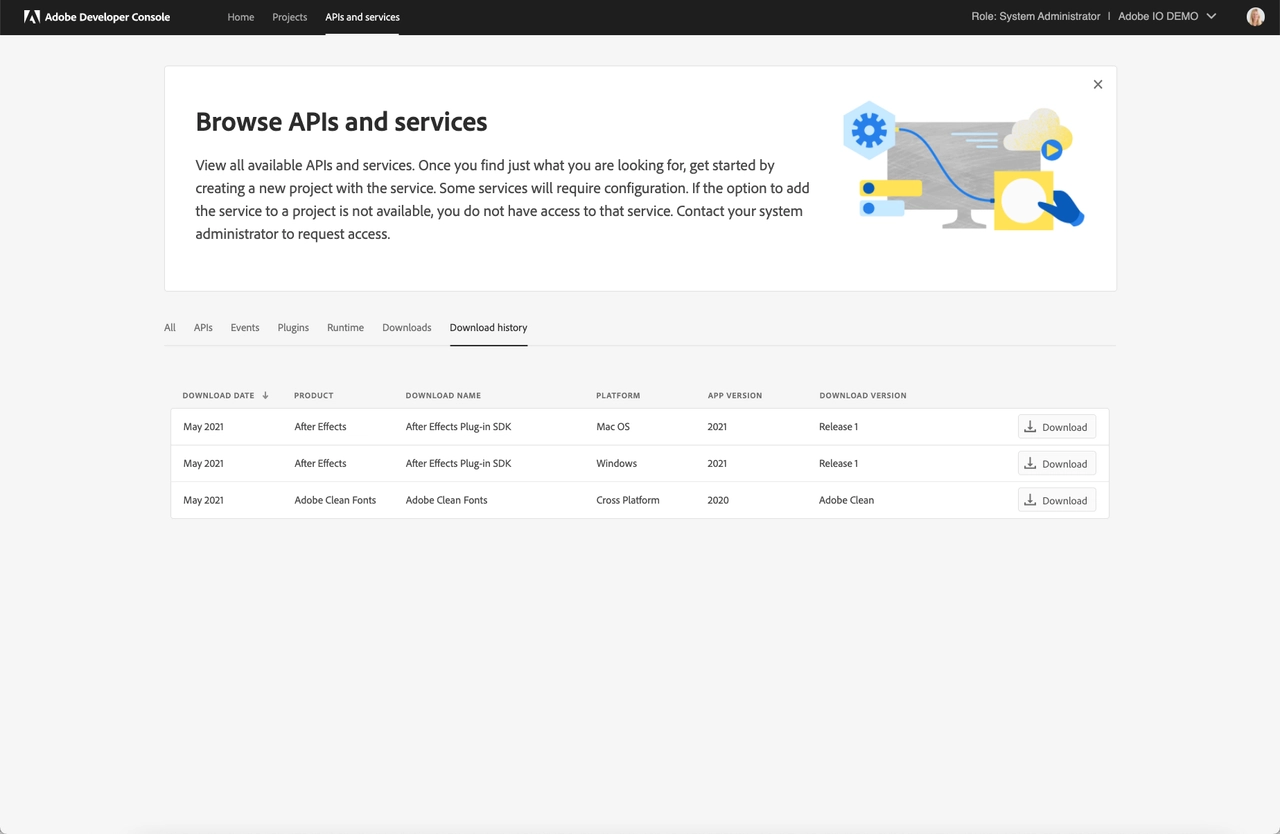 Adobe Developer Console Home Projects APIs and services Role: System Administrator | Adobe IO DEMO
Browse APIs and services
View all available APIs and services. Once you find just what you are looking for, get started by
creating a new project with the service. Some services will require configuration. If the option to add
the service to a project is not available, you do not have access to that service. Contact your system
administrator to request access.
All APIs Events Plugins Runtime Downloads Download history
DOWNLOAD DATE PRODUCT DOWNLOAD NAME PLATFORM APP VERSION DOWNLOAD VERSION
May 2021 After Effects After Effects Plug-in SDK Mac OS 2021 Release 1 Download
May 2021 After Effects After Effects Plug-in SDK Windows 2021 Release 1 Download
May 2021 Adobe Clean Fonts Adobe Clean Fonts Cross Platform 2020 Adobe Clean Download